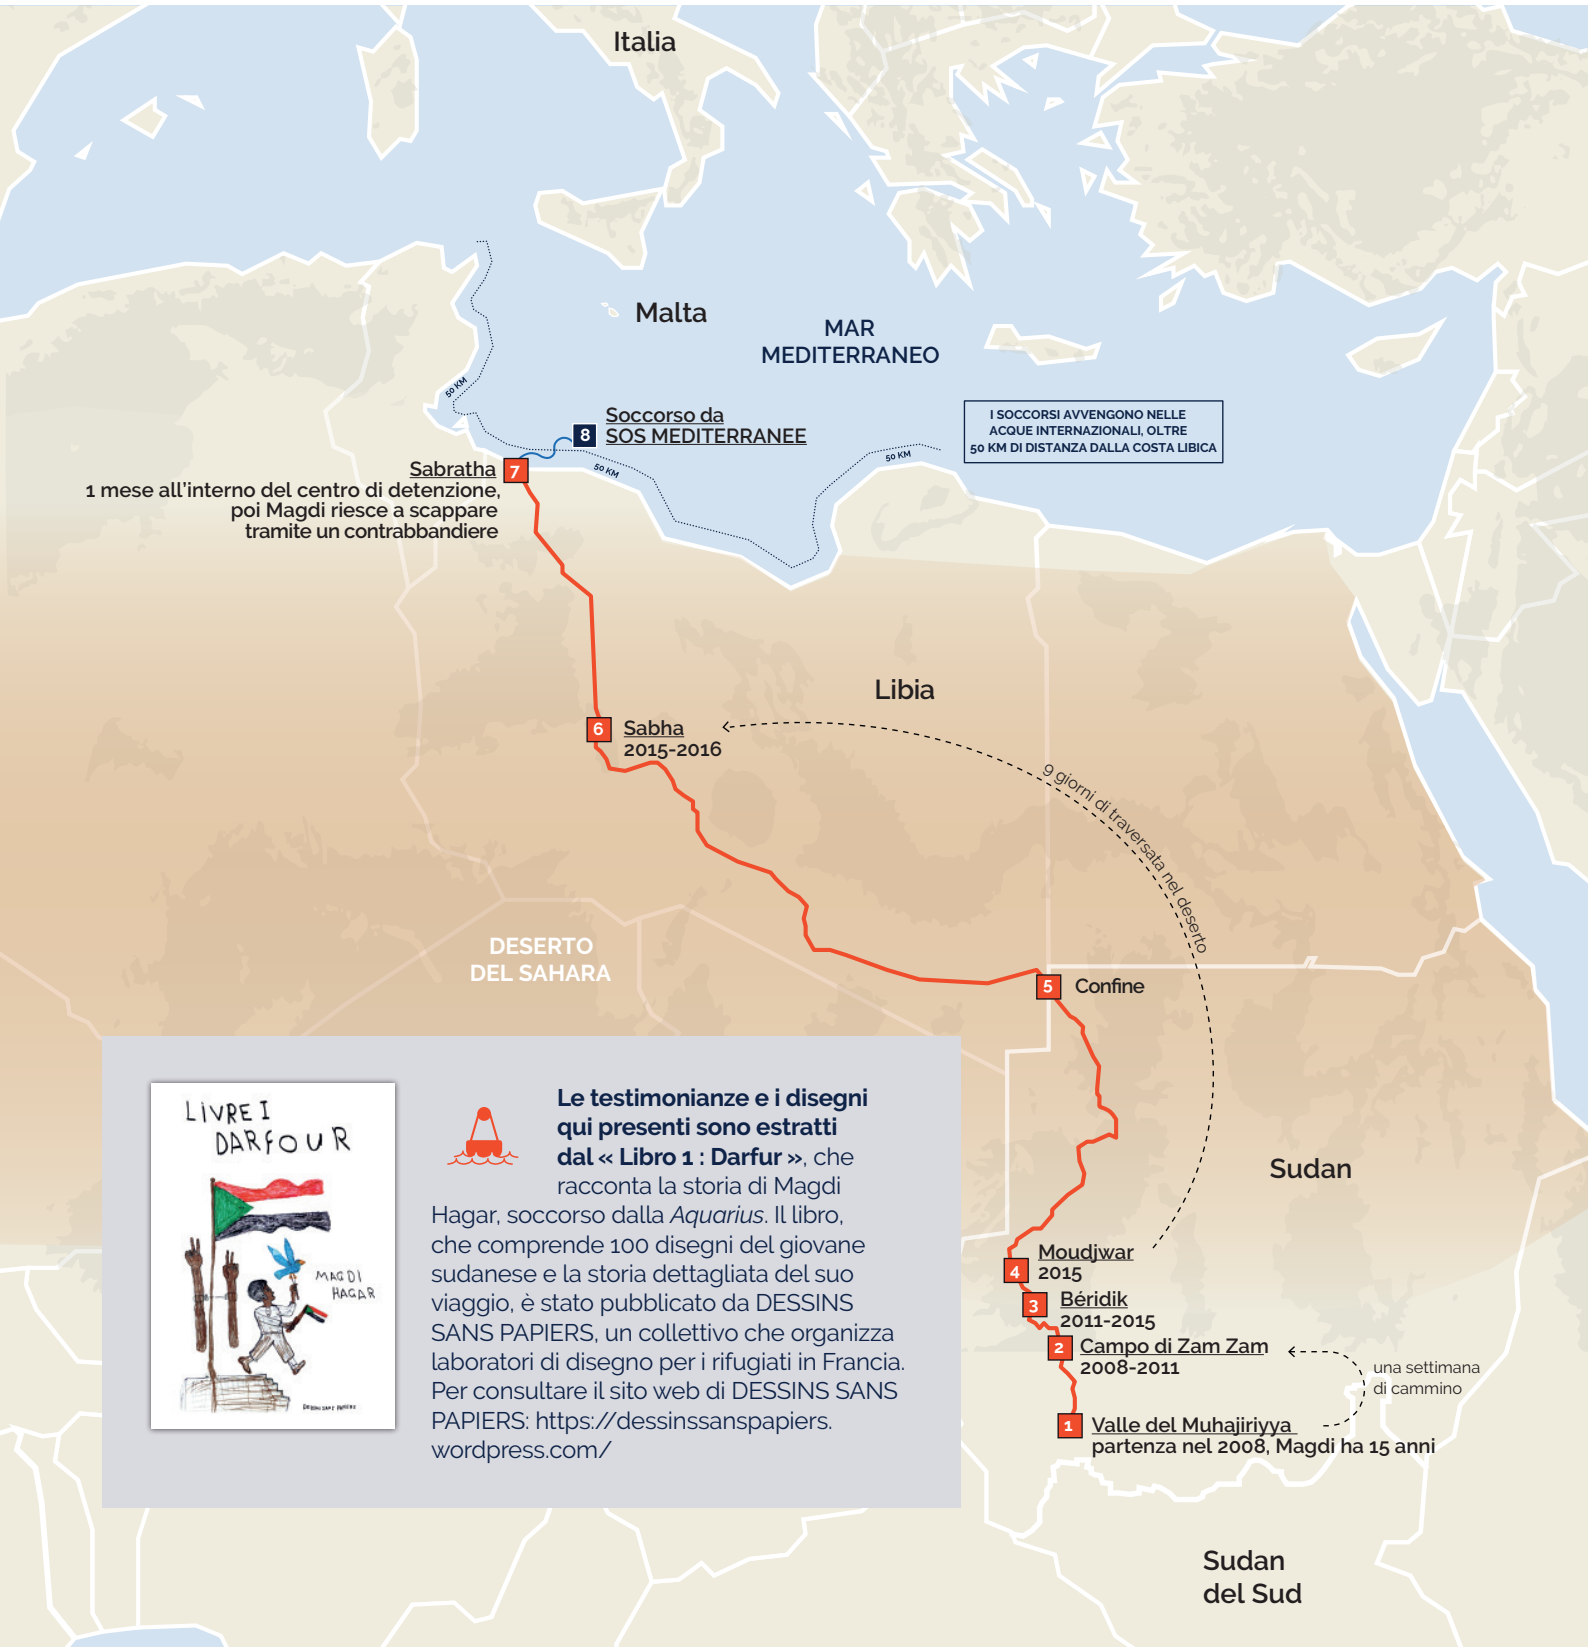 Italia
Malta
MAR
MEDITERRANEO
50 KM
Soccorso da
8 SOS MEDITERRANEE
I SOCCORSI AVVENGONO NELLE
ACQUE INTERNAZIONALI, OLTRE
50 KM DI DISTANZA DALLA COSTA LIBICA
50 KM
50 KM
Sabratha 7
1 mese all'interno del centro di detenzione,
poi Magdi riesce a scappare
tramite un contrabbandiere
Libia
6 Sabha
2015-2016
9 giorni di traversata nel deserto
DESERTO
DEL SAHARA
5 Confine
Sudan
4 Moudjwar
2015
3 Béridik
2011-2015
2 Campo di Zam Zam
2008-2011
una settimana
di cammino
1 Valle del Muhajiriyya
partenza nel 2008, Magdi ha 15 anni
Sudan
del Sud
LIVRE I
DARFOUR
MAGDI
HAGAR
DESSINS SANS PAPIERS
Le testimonianze e i disegni
qui presenti sono estratti
dal « Libro 1 : Darfur », che
racconta la storia di Magdi
Hagar, soccorso dalla Aquarius. Il libro,
che comprende 100 disegni del giovane
sudanese e la storia dettagliata del suo
viaggio, è stato pubblicato da DESSINS
SANS PAPIERS, un collettivo che organizza
laboratori di disegno per i rifugiati in Francia.
Per consultare il sito web di DESSINS SANS
PAPIERS: https://dessinssanspapiers.
wordpress.com/